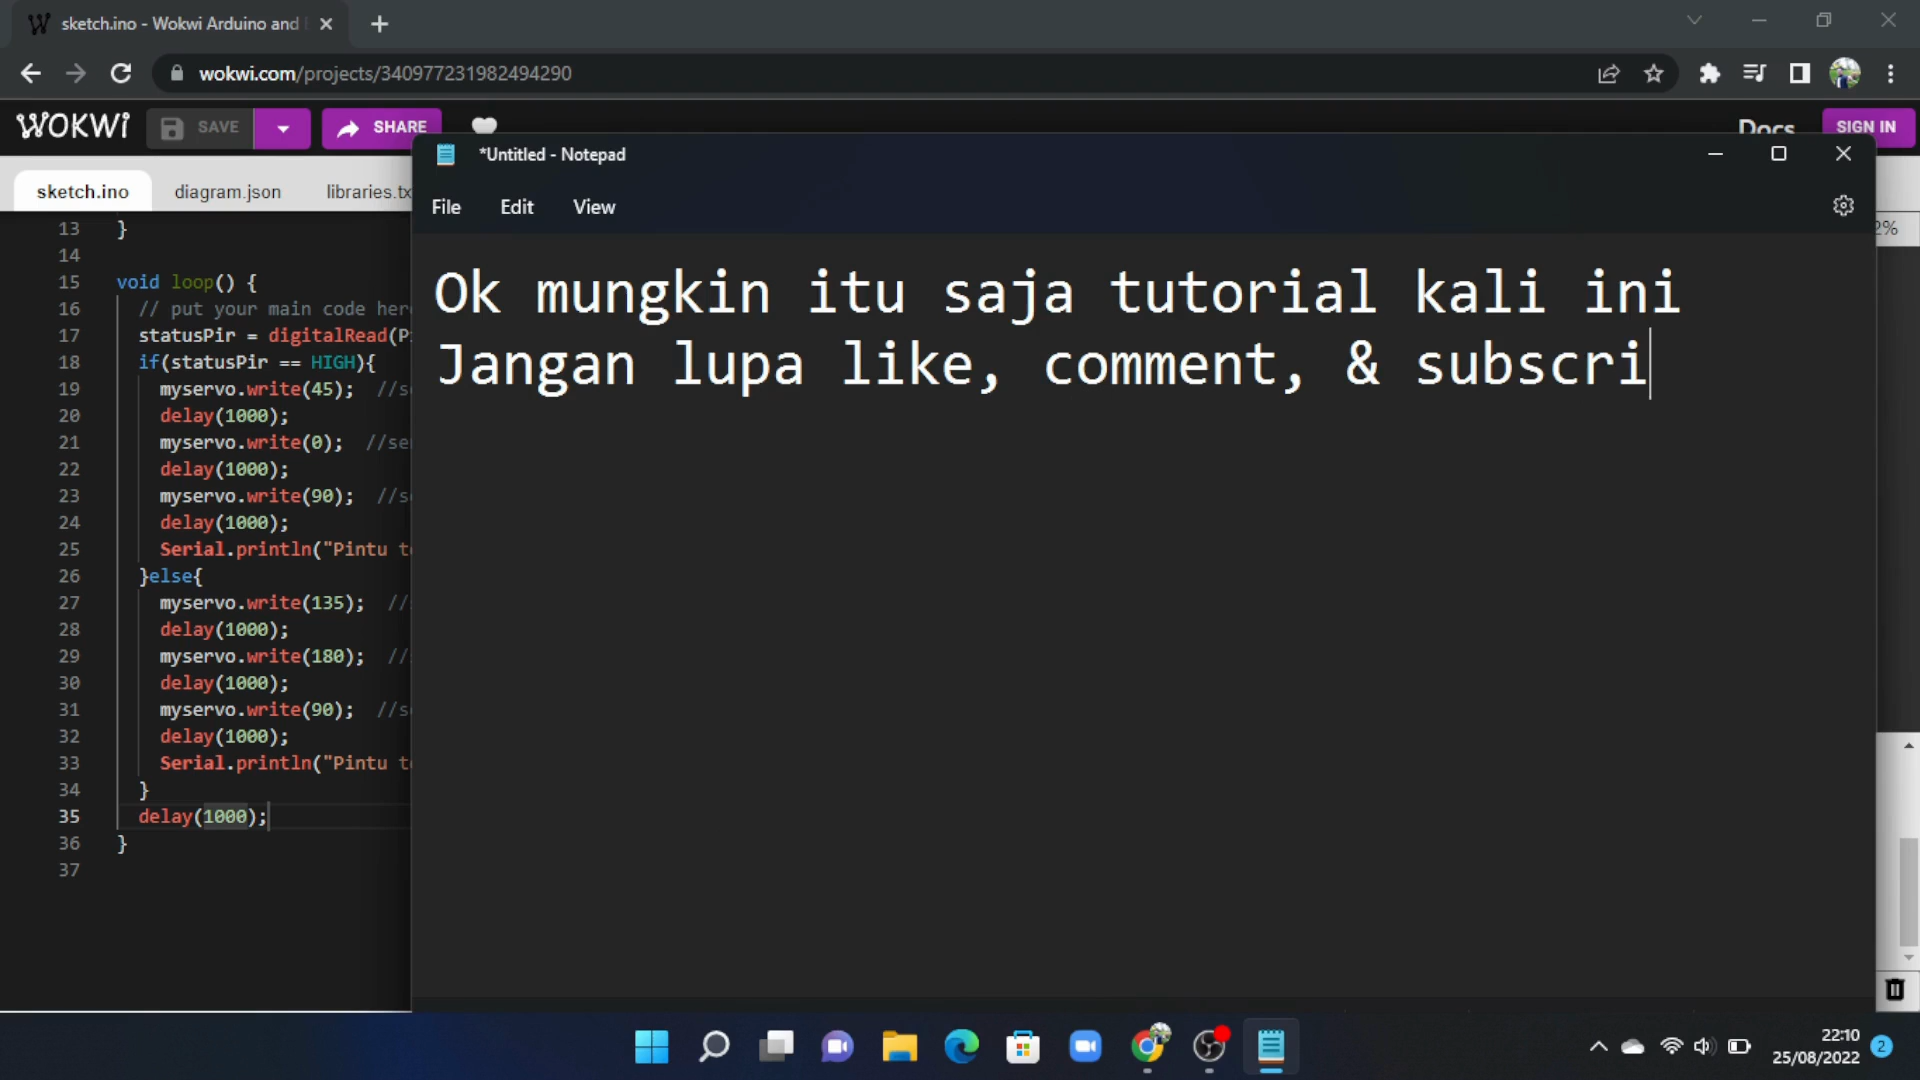 sketch.ino - Wokwi Arduino and
wokwi.com/projects/340977231982494290
WOKWi
SAVE
SHARE
Docs
SIGN IN
*Untitled - Notepad
sketch.ino
diagram.json
File
Edit
View
2%
Ok mungkin itu saja tutorial kali ini
Jangan lupa like, comment, & subscri
13 }
14
15 void loop() {
16 // put your main code her
17 statusPir = digitalRead(P
18 if(statusPir == HIGH){
19 myservo.write(45); //s
20 delay(1000);
21 myservo.write(0); //se
22 delay(1000);
23 myservo.write(90); //s
24 delay(1000);
25 Serial.println("Pintu t
26 }else{
27 myservo.write(135); //
28 delay(1000);
29 myservo.write(180); //
30 delay(1000);
31 myservo.write(90); //s
32 delay(1000);
33 Serial.println("Pintu t
34 }
35 delay(1000);
36 }
37
22:10
25/08/2022
2